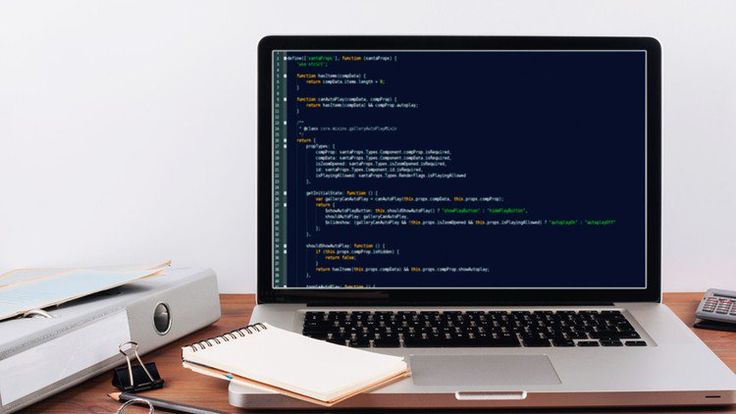 define(['santaProps'], function (santaProps) {
'use strict';
function hasItems(compData) {
return compData.items.length > 0;
}
function canAutoPlay(compData, compProp) {
return hasItems(compData) && compProp.autoplay;
}
/**
* @class core.mixins.galleryAutoPlayMixin
*/
return {
propTypes: {
compProp: santaProps.Types.Component.compProp.isRequired,
compData: santaProps.Types.Component.compData.isRequired,
isZoomOpened: santaProps.Types.isZoomOpened.isRequired,
id: santaProps.Types.Component.id.isRequired,
isPlayingAllowed: santaProps.Types.RenderFlags.isPlayingAllowed
},
getInitialState: function () {
var galleryCanAutoPlay = canAutoPlay(this.props.compData, this.props.compProp);
return {
$showAutoPlayButton: this.shouldShowAutoPlay() ? "showPlayButton" : "hidePlayButton",
shouldAutoPlay: galleryCanAutoPlay,
$slideshow: (galleryCanAutoPlay && !this.props.isZoomOpened && this.props.isPlayingAllowed) ? "autoplayOn" : "autoplayOff"
};
},
shouldShowAutoPlay: function () {
if (this.props.compProp.isHidden) {
return false;
}
return hasItems(this.props.compData) && this.props.compProp.showAutoplay;
},
toggleAutoPlay: function () {